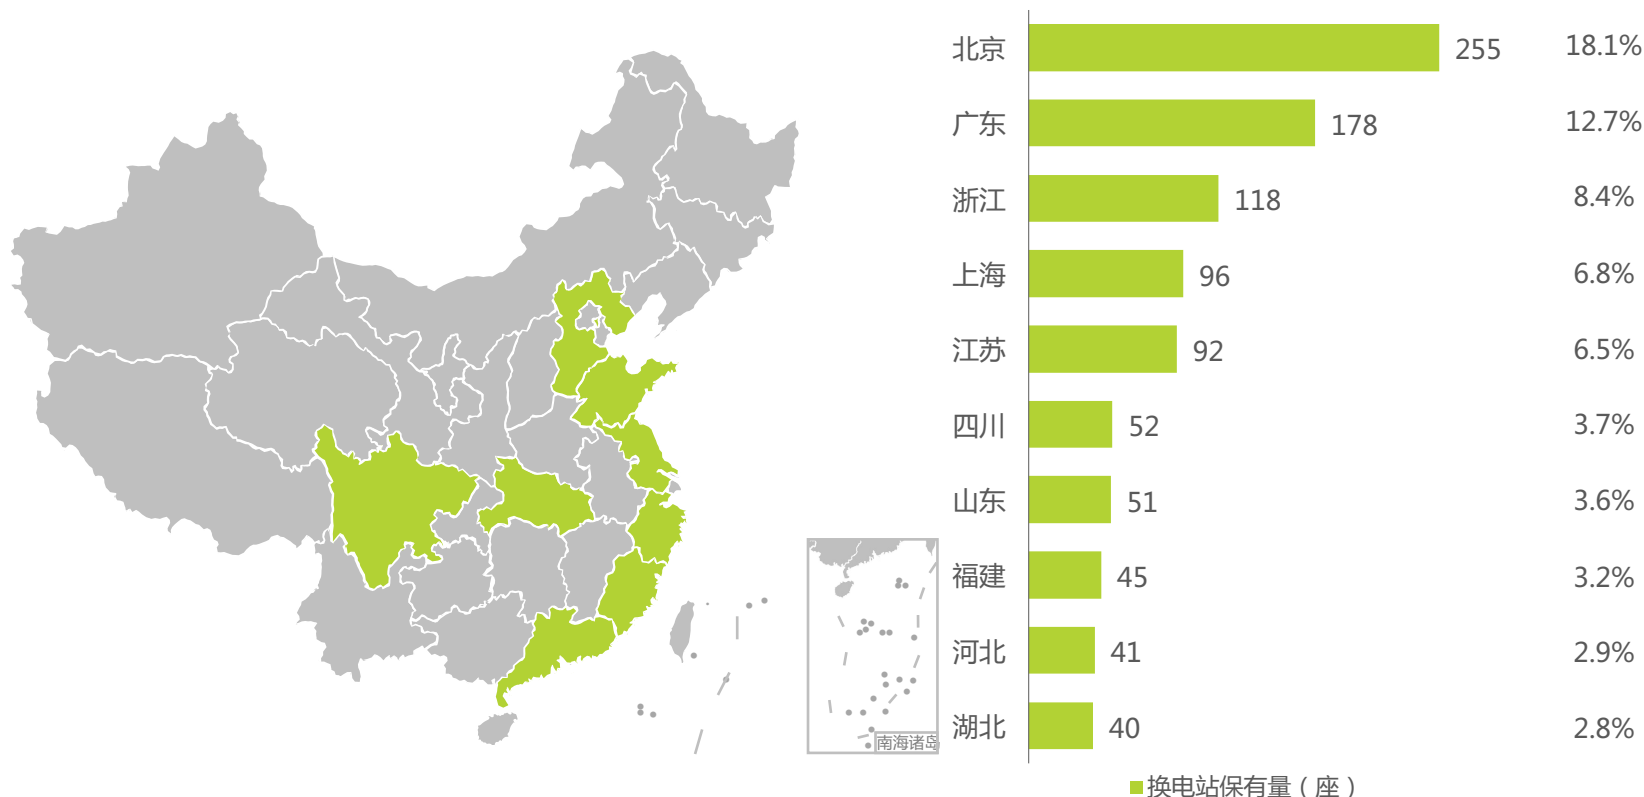 北京 255 18.1%
广东 178 12.7%
浙江 118 8.4%
上海 96 6.8%
江苏 92 6.5%
四川 52 3.7%
山东 51 3.6%
福建 45 3.2%
河北 41 2.9%
湖北 40 2.8%
南海诸岛
换电站保有量（座）